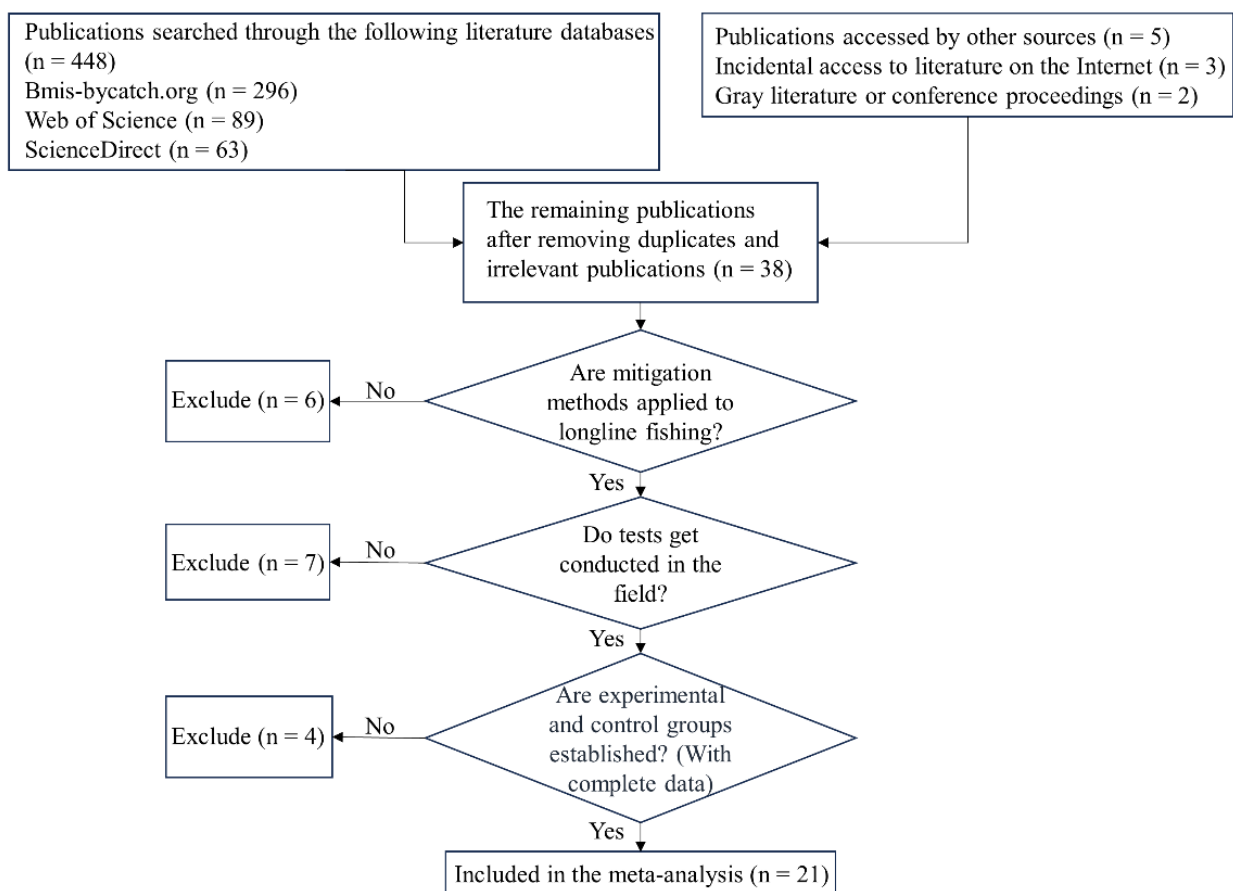 Publications searched through the following literature databases
(n = 448)
Bmis-bycatch.org (n = 296)
Web of Science (n = 89)
ScienceDirect (n = 63)
Publications accessed by other sources (n = 5)
Incidental access to literature on the Internet (n = 3)
Gray literature or conference proceedings (n = 2)
The remaining publications
after removing duplicates and
irrelevant publications (n = 38)
Are mitigation
methods applied to
longline fishing?
No
Exclude (n = 6)
Yes
Do tests get
conducted in the
field?
No
Exclude (n = 7)
Yes
Are experimental
and control groups
established? (With
complete data)
No
Exclude (n = 4)
Yes
Included in the meta-analysis (n = 21)